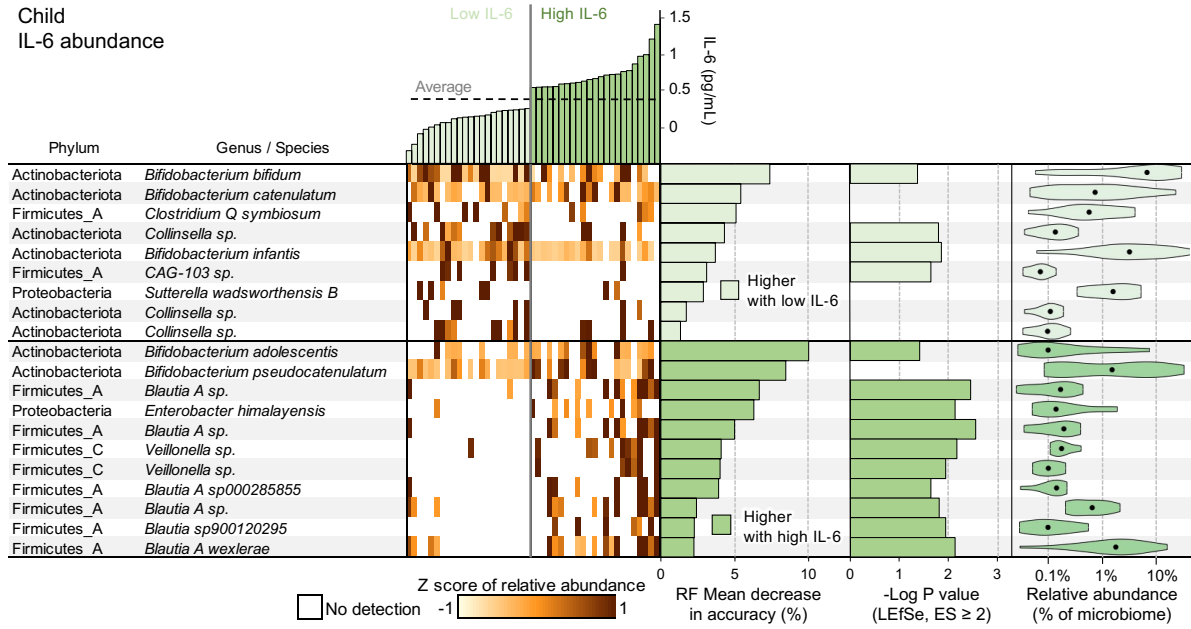 Child
IL-6 abundance
Low IL-6 High IL-6
Average
1.5
1
0.5
0
IL-6 (pg/mL)
Phylum Genus / Species
Actinobacteriota Bifidobacterium bifidum
Actinobacteriota Bifidobacterium catenulatum
Firmicutes_A Clostridium Q symbiosum
Actinobacteriota Collinsella sp.
Actinobacteriota Bifidobacterium infantis
Firmicutes_A CAG-103 sp.
Proteobacteria Sutterella wadsworthensis B
Actinobacteriota Collinsella sp.
Actinobacteriota Collinsella sp.
Higher
with low IL-6
Actinobacteriota Bifidobacterium adolescentis
Actinobacteriota Bifidobacterium pseudocatenulatum
Firmicutes_A Blautia A sp.
Proteobacteria Enterobacter himalayensis
Firmicutes_A Blautia A sp.
Firmicutes_C Veillonella sp.
Firmicutes_C Veillonella sp.
Firmicutes_A Blautia A sp000285855
Firmicutes_A Blautia A sp.
Firmicutes_A Blautia sp900120295
Firmicutes_A Blautia A wexlerae
Higher
with high IL-6
No detection
Z score of relative abundance
-1 1
0 5 10
RF Mean decrease
in accuracy (%)
0 1 2 3
-Log P value
(LEfSe, ES ≥ 2)
0.1% 1% 10%
Relative abundance
(% of microbiome)